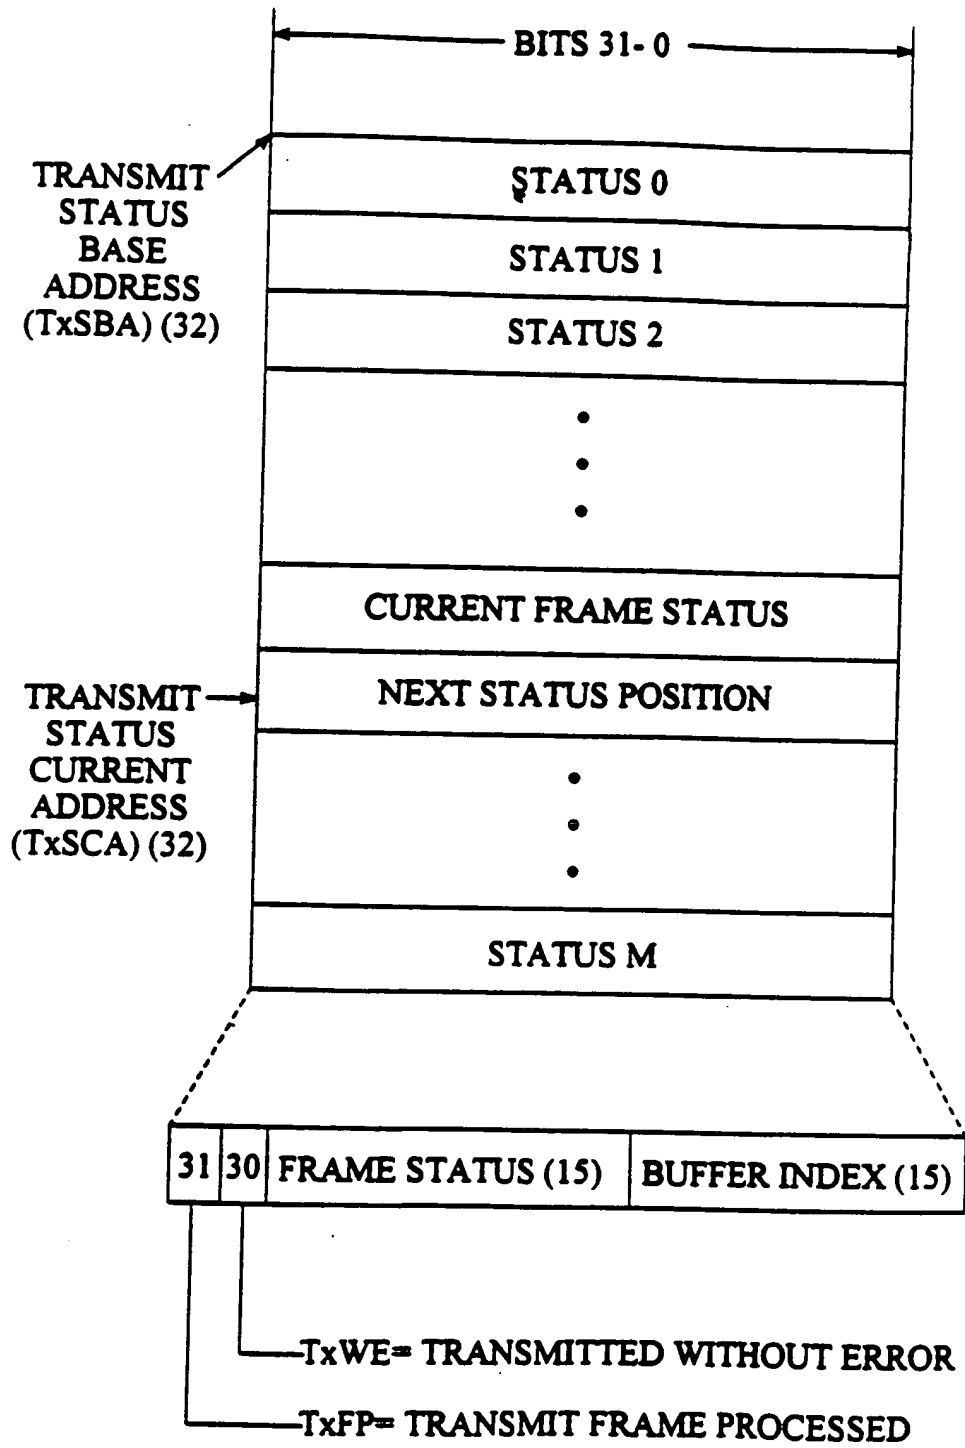 BITS 31-0
TRANSMIT
STATUS
BASE
ADDRESS
(TxSBA) (32)
STATUS 0
STATUS 1
STATUS 2
CURRENT FRAME STATUS
NEXT STATUS POSITION
TRANSMIT
STATUS
CURRENT
ADDRESS
(TxSCA) (32)
STATUS M
31 30 FRAME STATUS (15) BUFFER INDEX (15)
TxWE= TRANSMITTED WITHOUT ERROR
TxFP= TRANSMIT FRAME PROCESSED